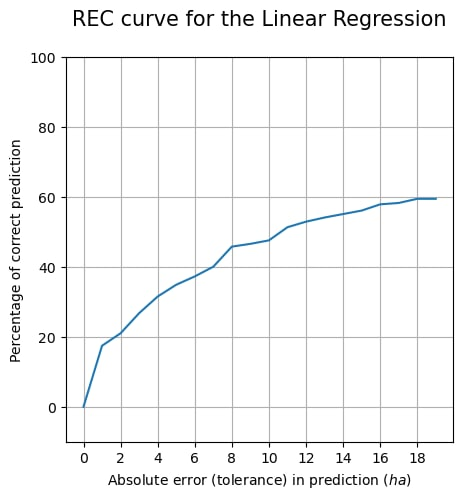 REC curve for the Linear Regression
100
80
60
40
20
0
Percentage of correct prediction
0 2 4 6 8 10 12 14 16 18
Absolute error (tolerance) in prediction (ha)